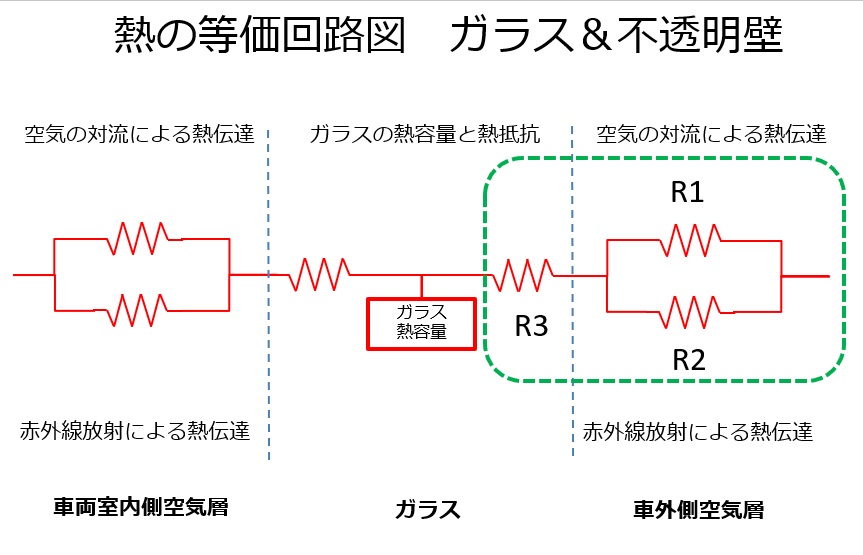 熱の等価回路図　ガラス＆不透明壁
空気の対流による熱伝達
ガラスの熱容量と熱抵抗
空気の対流による熱伝達
R1
ガラス
熱容量
R3
R2
赤外線放射による熱伝達
赤外線放射による熱伝達
車両室内側空気層
ガラス
車外側空気層